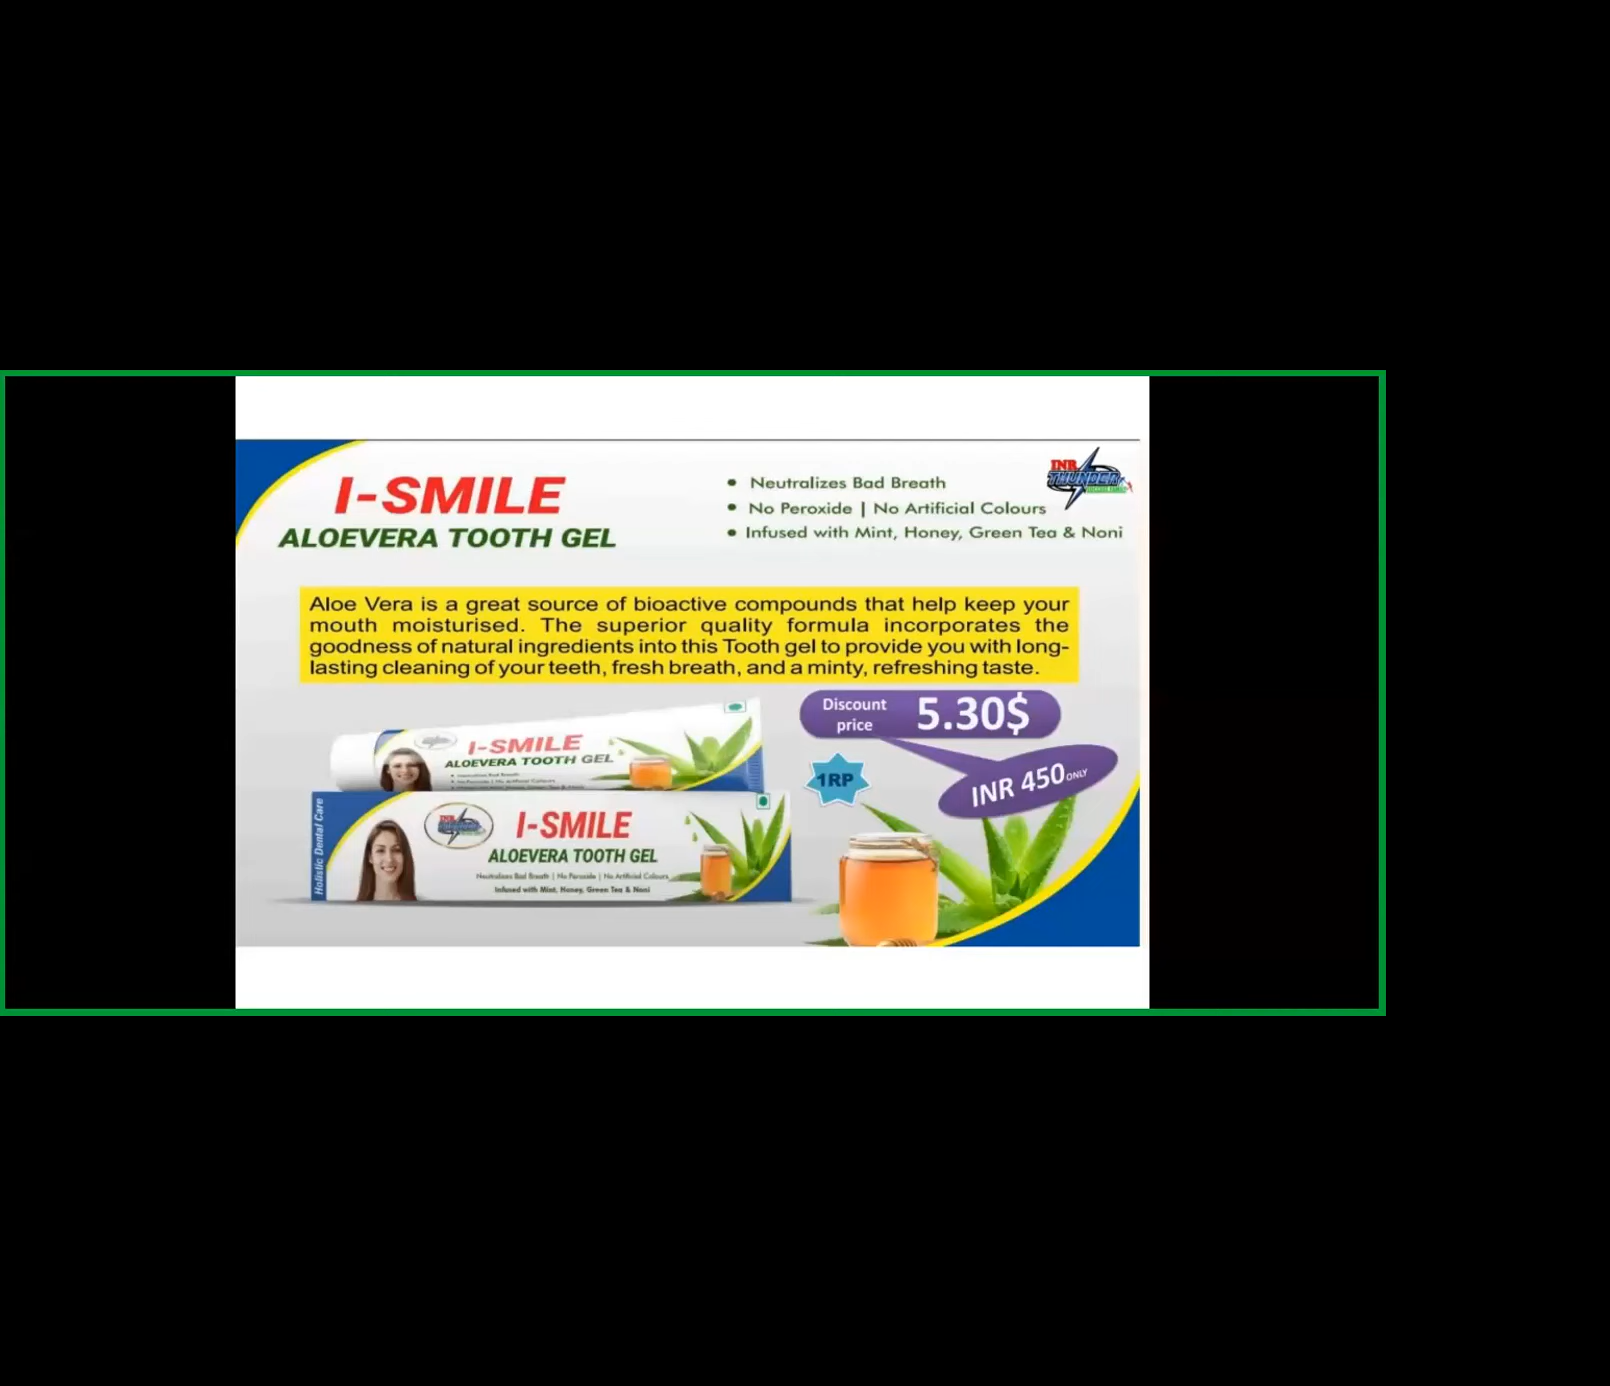 I-SMILE
ALOEVERA TOOTH GEL
• Neutralizes Bad Breath
• No Peroxide | No Artificial Colours
• Infused with Mint, Honey, Green Tea & Noni
INR
THUNDER
Aloe Vera is a great source of bioactive compounds that help keep your
mouth moisturised. The superior quality formula incorporates the
goodness of natural ingredients into this Tooth gel to provide you with long-
lasting cleaning of your teeth, fresh breath, and a minty, refreshing taste.
Discount
price
5.30$
1RP
INR 450 ONLY
I-SMILE
ALOEVERA TOOTH GEL
Holistic Dental Care
I-SMILE
ALOEVERA TOOTH GEL
Neutralizes Bad Breath | No Peroxide | No Artificial Colours
Infused with Mint, Honey, Green Tea & Noni